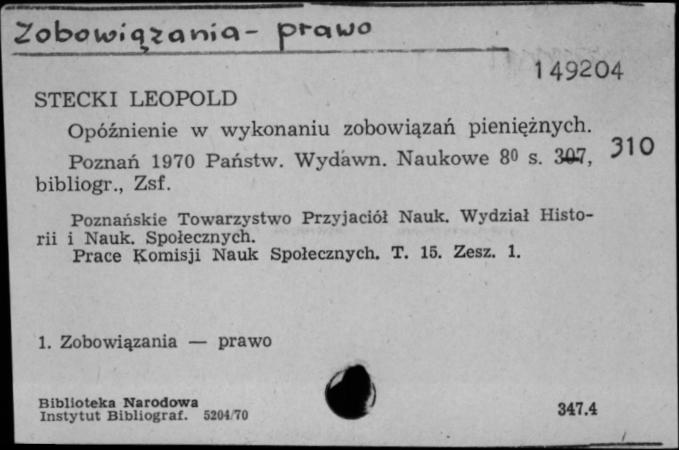 Zobowiązania - prawo
149204
STECKI LEOPOLD
Opóźnienie w wykonaniu zobowiązań pieniężnych.
Poznań 1970 Państw. Wydawn. Naukowe 8⁰ s. 307, 310
bibliogr., Zsf.
Poznańskie Towarzystwo Przyjaciół Nauk. Wydział Histo-
rii i Nauk. Społecznych.
Prace Komisji Nauk Społecznych. T. 15. Zesz. 1.
1. Zobowiązania — prawo
Biblioteka Narodowa
Instytut Bibliograf. 5204/70
347.4